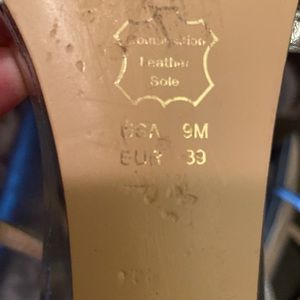 Combination
Leather
Sole
USA 9M
EUR 39